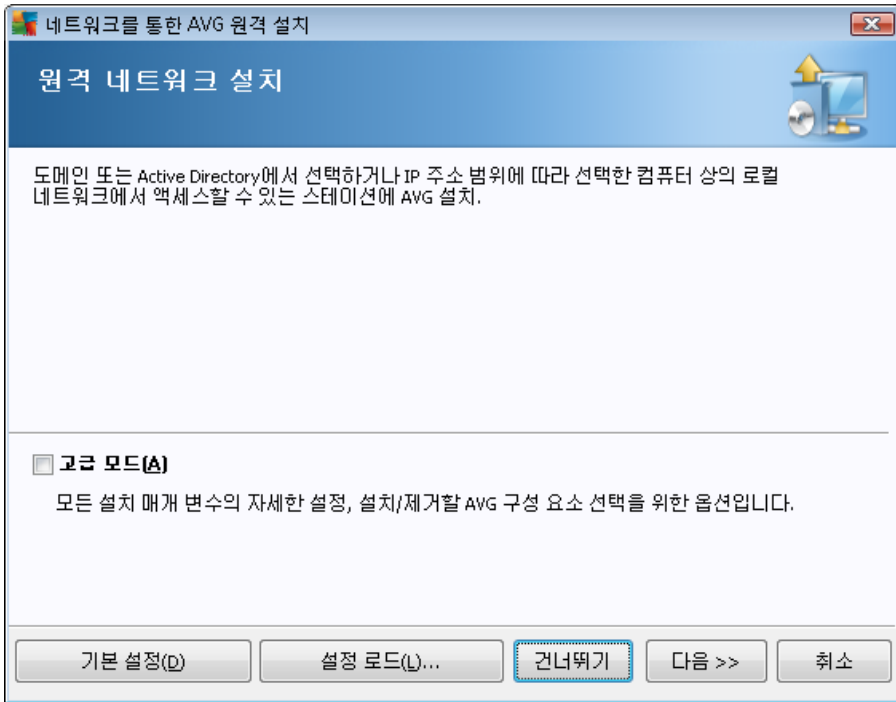 네트워크를 통한 AVG 원격 설치
원격 네트워크 설치
도메인 또는 Active Directory에서 선택하거나 IP 주소 범위에 따라 선택한 컴퓨터 상의 로컬
네트워크에서 액세스할 수 있는 스테이션에 AVG 설치.
고급 모드(A)
모든 설치 매개 변수의 자세한 설정, 설치/제거할 AVG 구성 요소 선택을 위한 옵션입니다.
기본 설정(D) 설정 로드(L)... 건너뛰기 다음 >> 취소